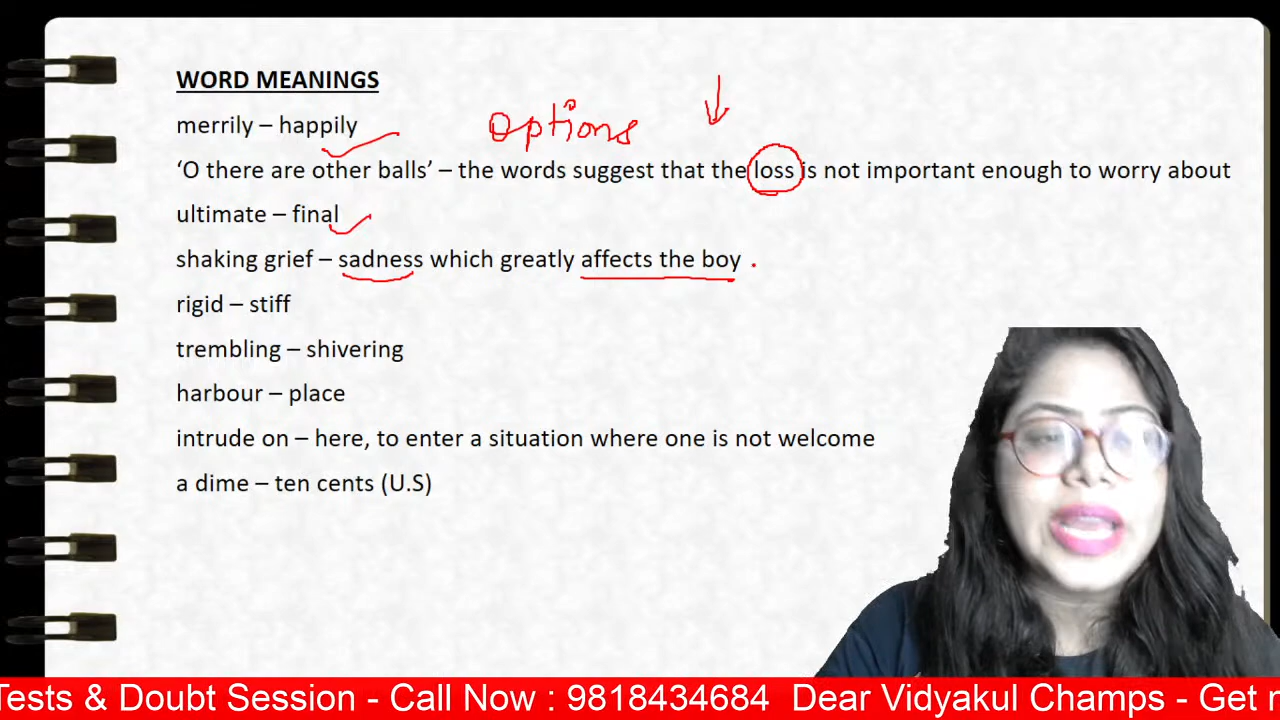 WORD MEANINGS
merrily – happily
options
‘O there are other balls’ – the words suggest that the loss is not important enough to worry about
ultimate – final
shaking grief – sadness which greatly affects the boy
rigid – stiff
trembling – shivering
harbour – place
intrude on – here, to enter a situation where one is not welcome
a dime – ten cents (U.S)
Tests & Doubt Session - Call Now : 9818434684 Dear Vidyakul Champs - Get